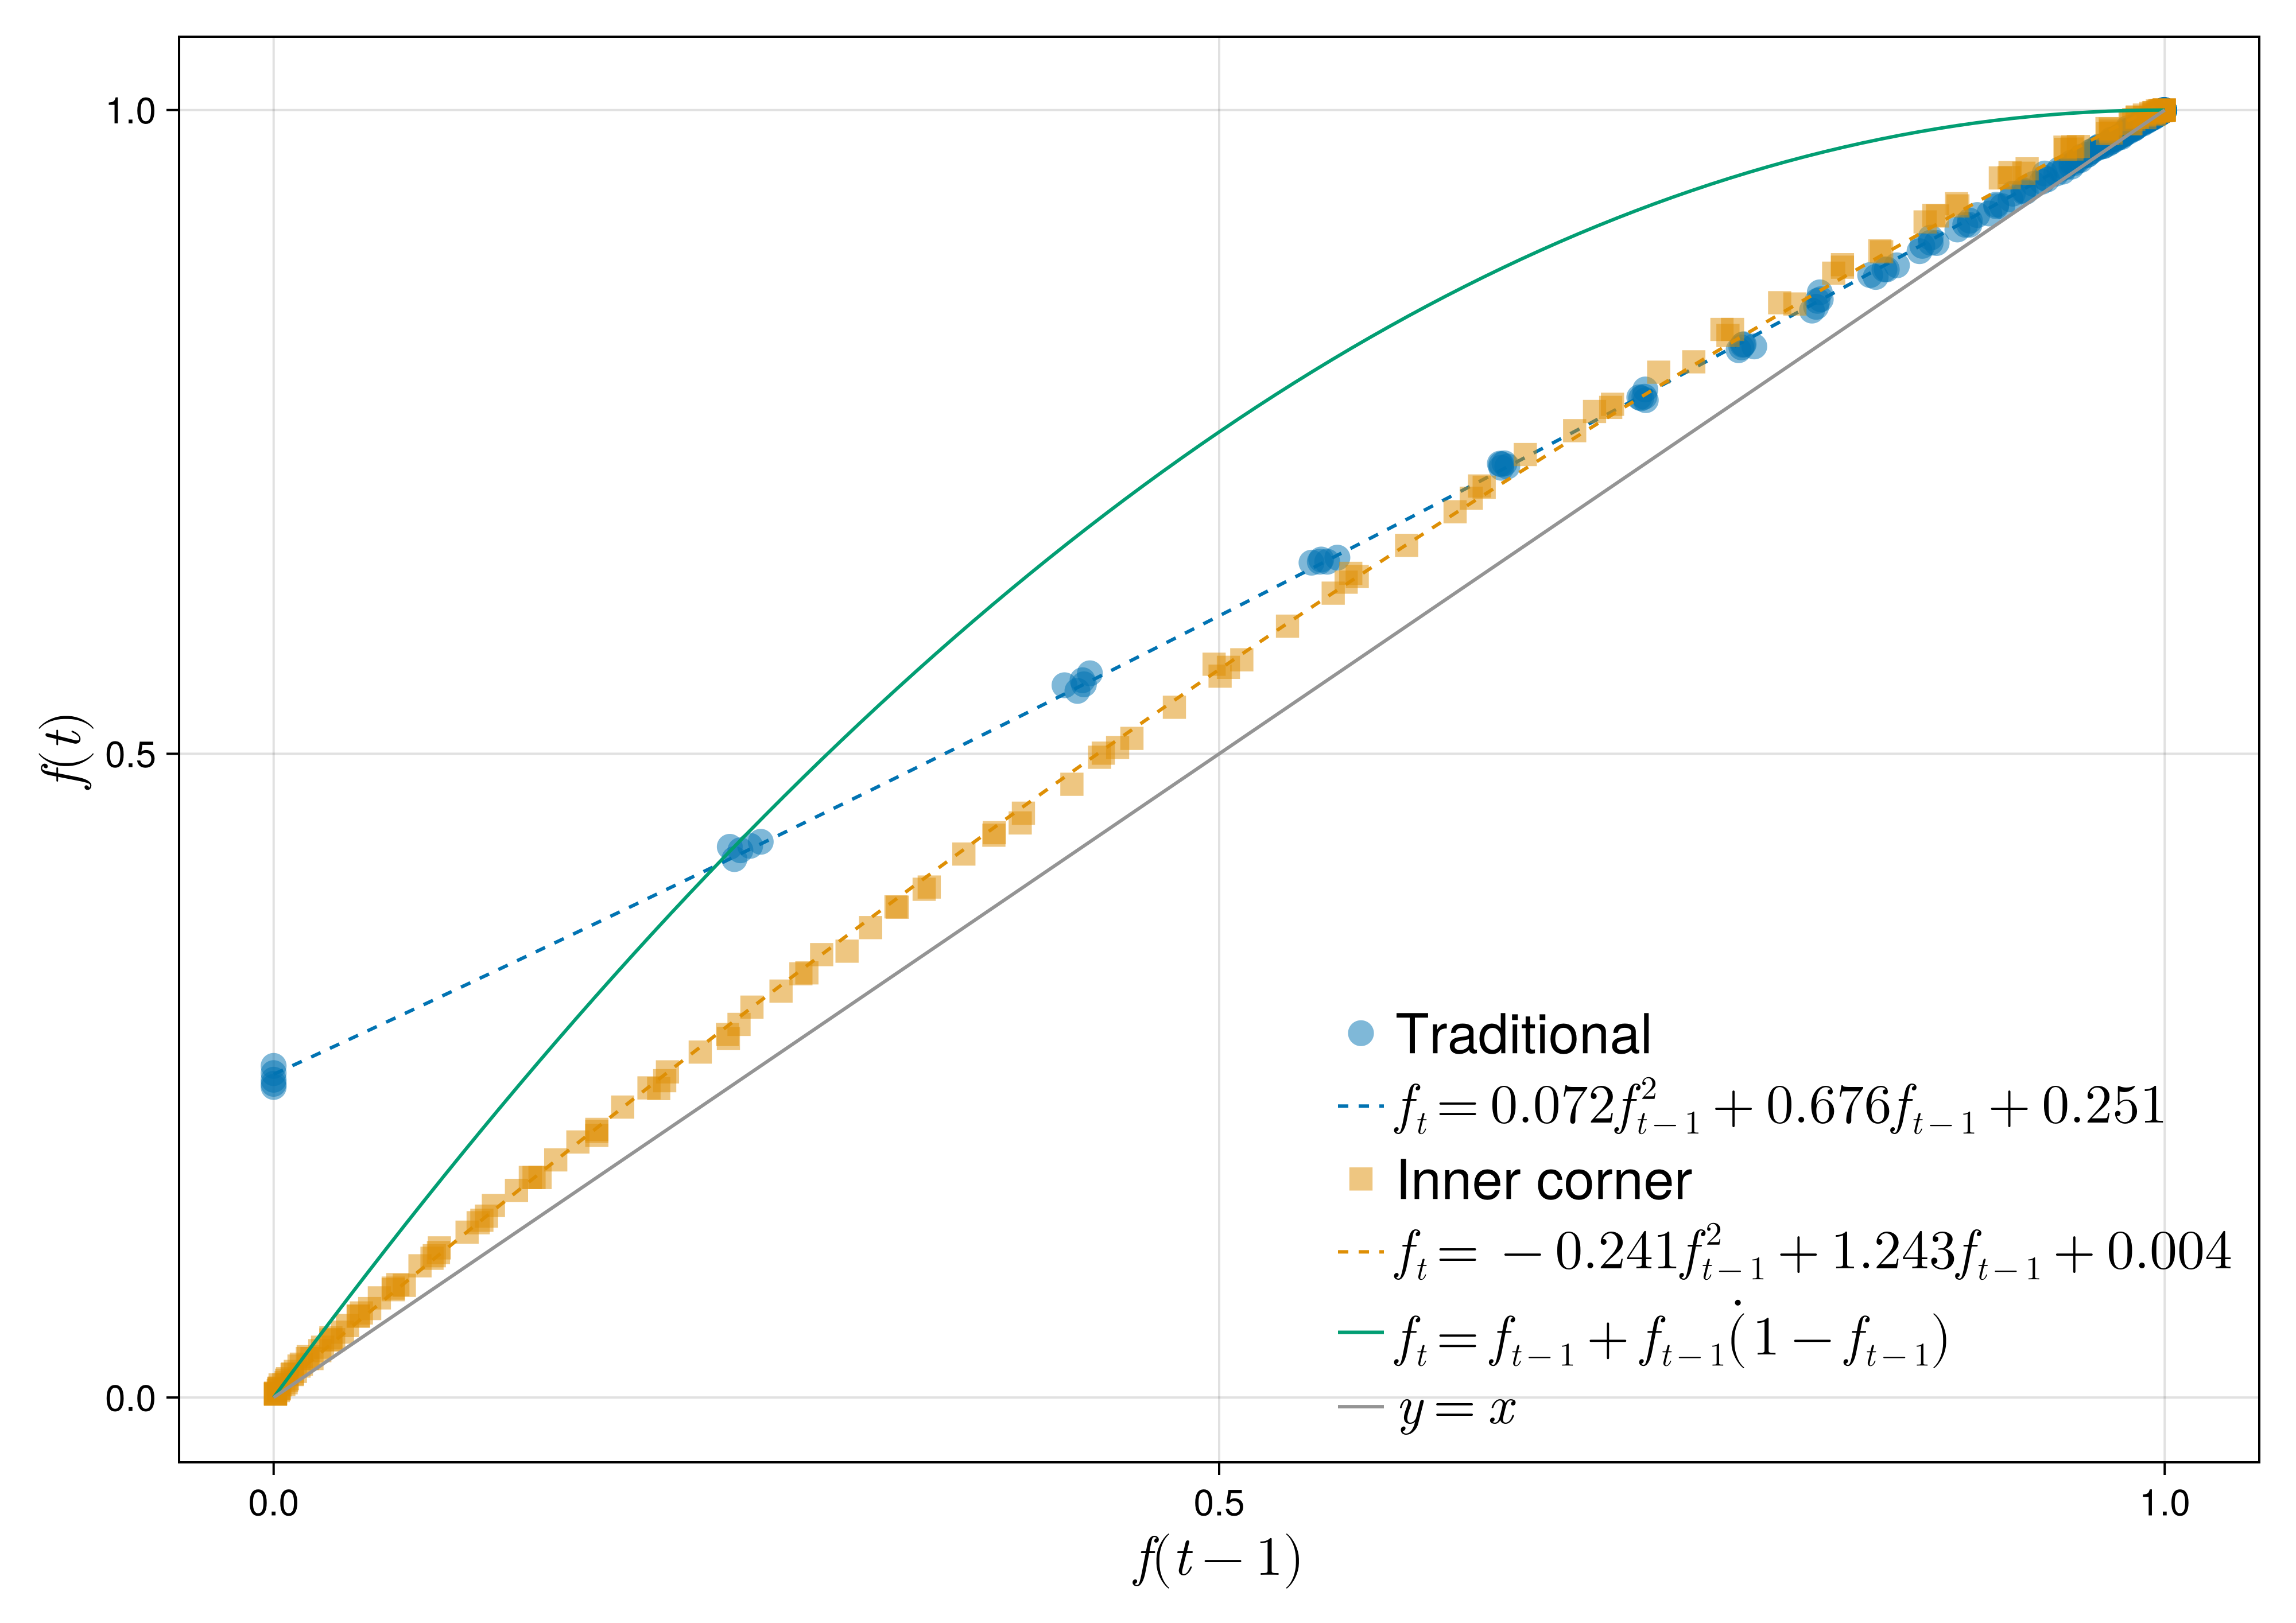 1.0
f(t)
0.5
0.0
Traditional
f_t = 0.072f_{t-1}^2 + 0.676f_{t-1} + 0.251
Inner corner
f_t = -0.241f_{t-1}^2 + 1.243f_{t-1} + 0.004
f_t = f_{t-1} + f_{t-1}\dot(1 - f_{t-1})
y = x
0.0 0.5 1.0
f(t - 1)